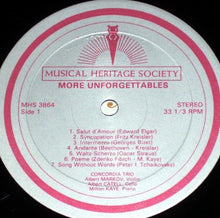 MUSICAL HERITAGE SOCIETY
MORE UNFORGETTABLES
MHS 3864
Side 1
STEREO
33 1/3 RPM
1. Salut d'Amour (Edward Elgar)
2. Syncopation (Fritz Kreisler)
3. Intermezzo (Georges Bizet)
4. Andante (Beethoven - Kreisler)
5. Waltz-Scherzo (Oscar Straus)
6. Poeme (Zdenko Fibich - M. Kaye)
7. Song Without Words (Peter I. Tchaikovsky)
CONCORDIA TRIO
Albert MARKOV, Violin
Albert CATELL, Cello
Milton KAYE, Piano